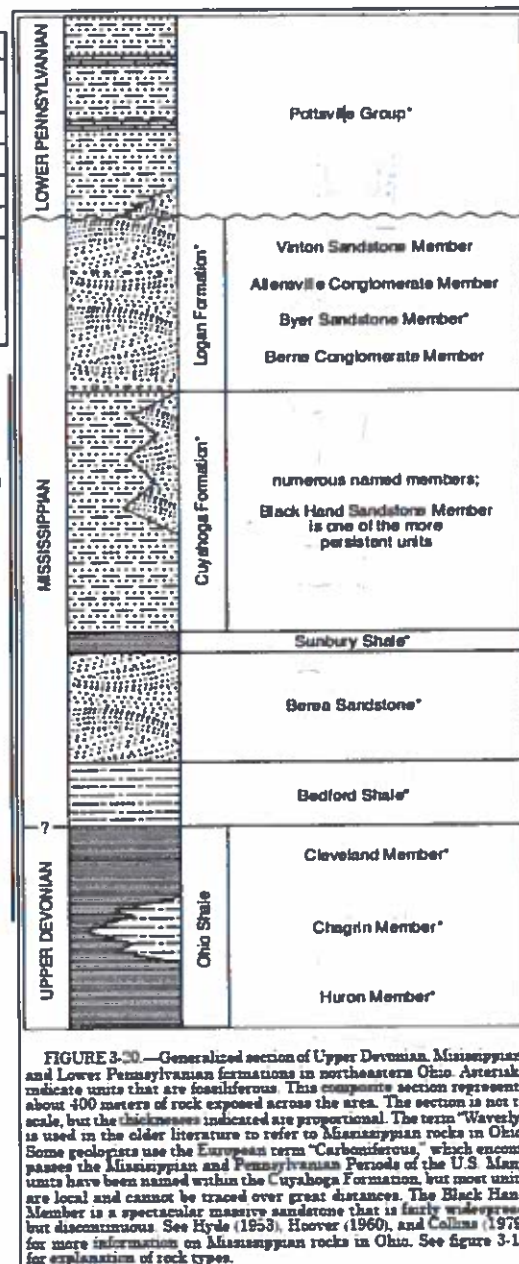 LOWER PENNSYLVANIAN
Pottsville Group*
MISSISSIPPIAN
Logan Formation*
Vinton Sandstone Member
Allensville Conglomerate Member
Byer Sandstone Member*
Berne Conglomerate Member
Cuyahoga Formation*
numerous named members;
Black Hand Sandstone Member
is one of the more
persistent units
Sunbury Shale*
Berea Sandstone*
Bedford Shale*
?
UPPER DEVONIAN
Ohio Shale
Cleveland Member*
Chagrin Member*
Huron Member*
FIGURE 3-20.—Generalized section of Upper Devonian, Mississippian
and Lower Pennsylvanian formations in northeastern Ohio. Asterisk
indicate units that are fossiliferous. This composite section represent
about 400 meters of rock exposed across the area. The section is not t
scale, but the thicknesses indicated are proportional. The term "Waverly
is used in the older literature to refer to Mississippian rocks in Ohio
Some geologists use the European term "Carboniferous," which encom
passes the Mississippian and Pennsylvanian Periods of the U.S. Man
units have been named within the Cuyahoga Formation, but most unit
are local and cannot be traced over great distances. The Black Han
Member is a spectacular massive sandstone that is fairly widesprea
but discontinuous. See Hyde (1953), Hoover (1960), and Collins (1979
for more information on Mississippian rocks in Ohio. See figure 3-1
for explanation of rock types.